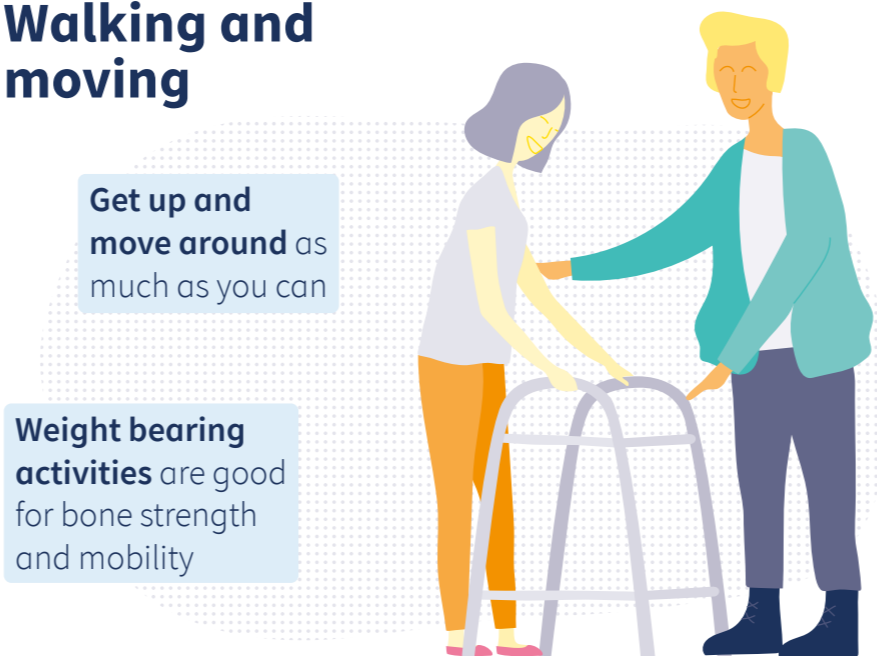 Walking and
moving
Get up and
move around as
much as you can
Weight bearing
activities are good
for bone strength
and mobility